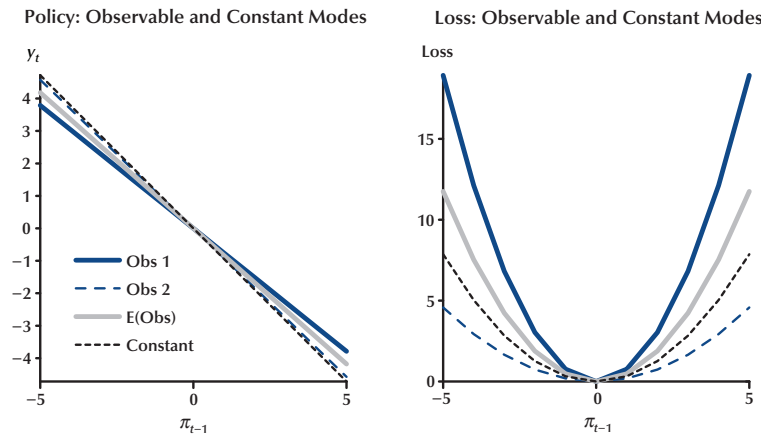 Policy: Observable and Constant Modes
y_t
4
3
2
1
0
−1
−2
−3
−4
Obs 1
Obs 2
E(Obs)
Constant
−5 0 5
π_{t−1}
Loss: Observable and Constant Modes
Loss
15
10
5
0
−5 0 5
π_{t−1}